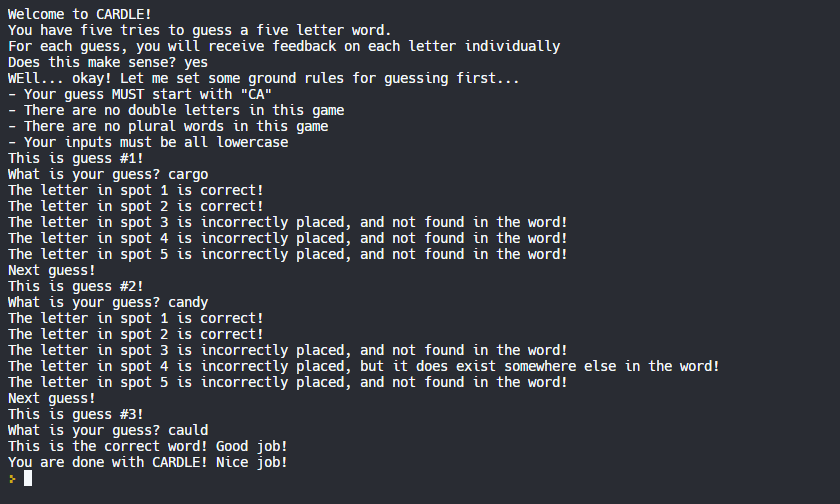 Welcome to CARDLE!
You have five tries to guess a five letter word.
For each guess, you will receive feedback on each letter individually
Does this make sense? yes
WEll... okay! Let me set some ground rules for guessing first...
- Your guess MUST start with "CA"
- There are no double letters in this game
- There are no plural words in this game
- Your inputs must be all lowercase
This is guess #1!
What is your guess? cargo
The letter in spot 1 is correct!
The letter in spot 2 is correct!
The letter in spot 3 is incorrectly placed, and not found in the word!
The letter in spot 4 is incorrectly placed, and not found in the word!
The letter in spot 5 is incorrectly placed, and not found in the word!
Next guess!
This is guess #2!
What is your guess? candy
The letter in spot 1 is correct!
The letter in spot 2 is correct!
The letter in spot 3 is incorrectly placed, and not found in the word!
The letter in spot 4 is incorrectly placed, but it does exist somewhere else in the word!
The letter in spot 5 is incorrectly placed, and not found in the word!
Next guess!
This is guess #3!
What is your guess? cauld
This is the correct word! Good job!
You are done with CARDLE! Nice job!